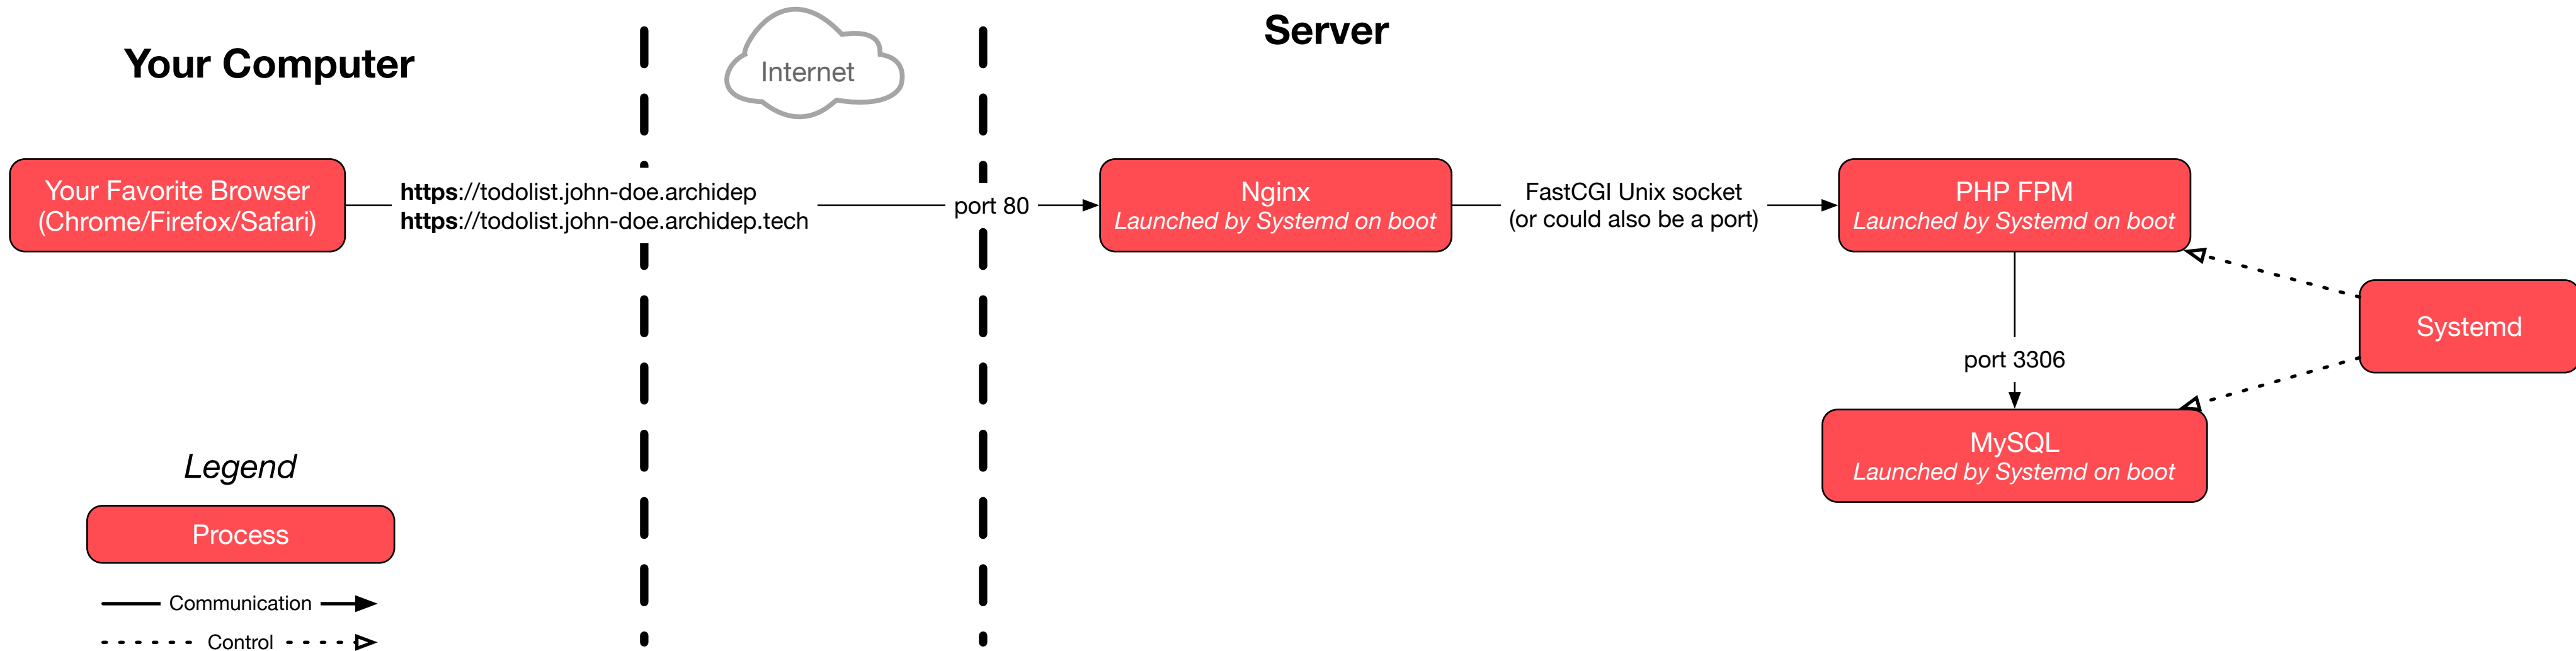 Your Computer
Internet
Server
Your Favorite Browser
(Chrome/Firefox/Safari)
https://todolist.john-doe.archidep
https://todolist.john-doe.archidep.tech
port 80
Nginx
Launched by Systemd on boot
FastCGI Unix socket
(or could also be a port)
PHP FPM
Launched by Systemd on boot
Systemd
port 3306
MySQL
Launched by Systemd on boot
Legend
Process
Communication
Control